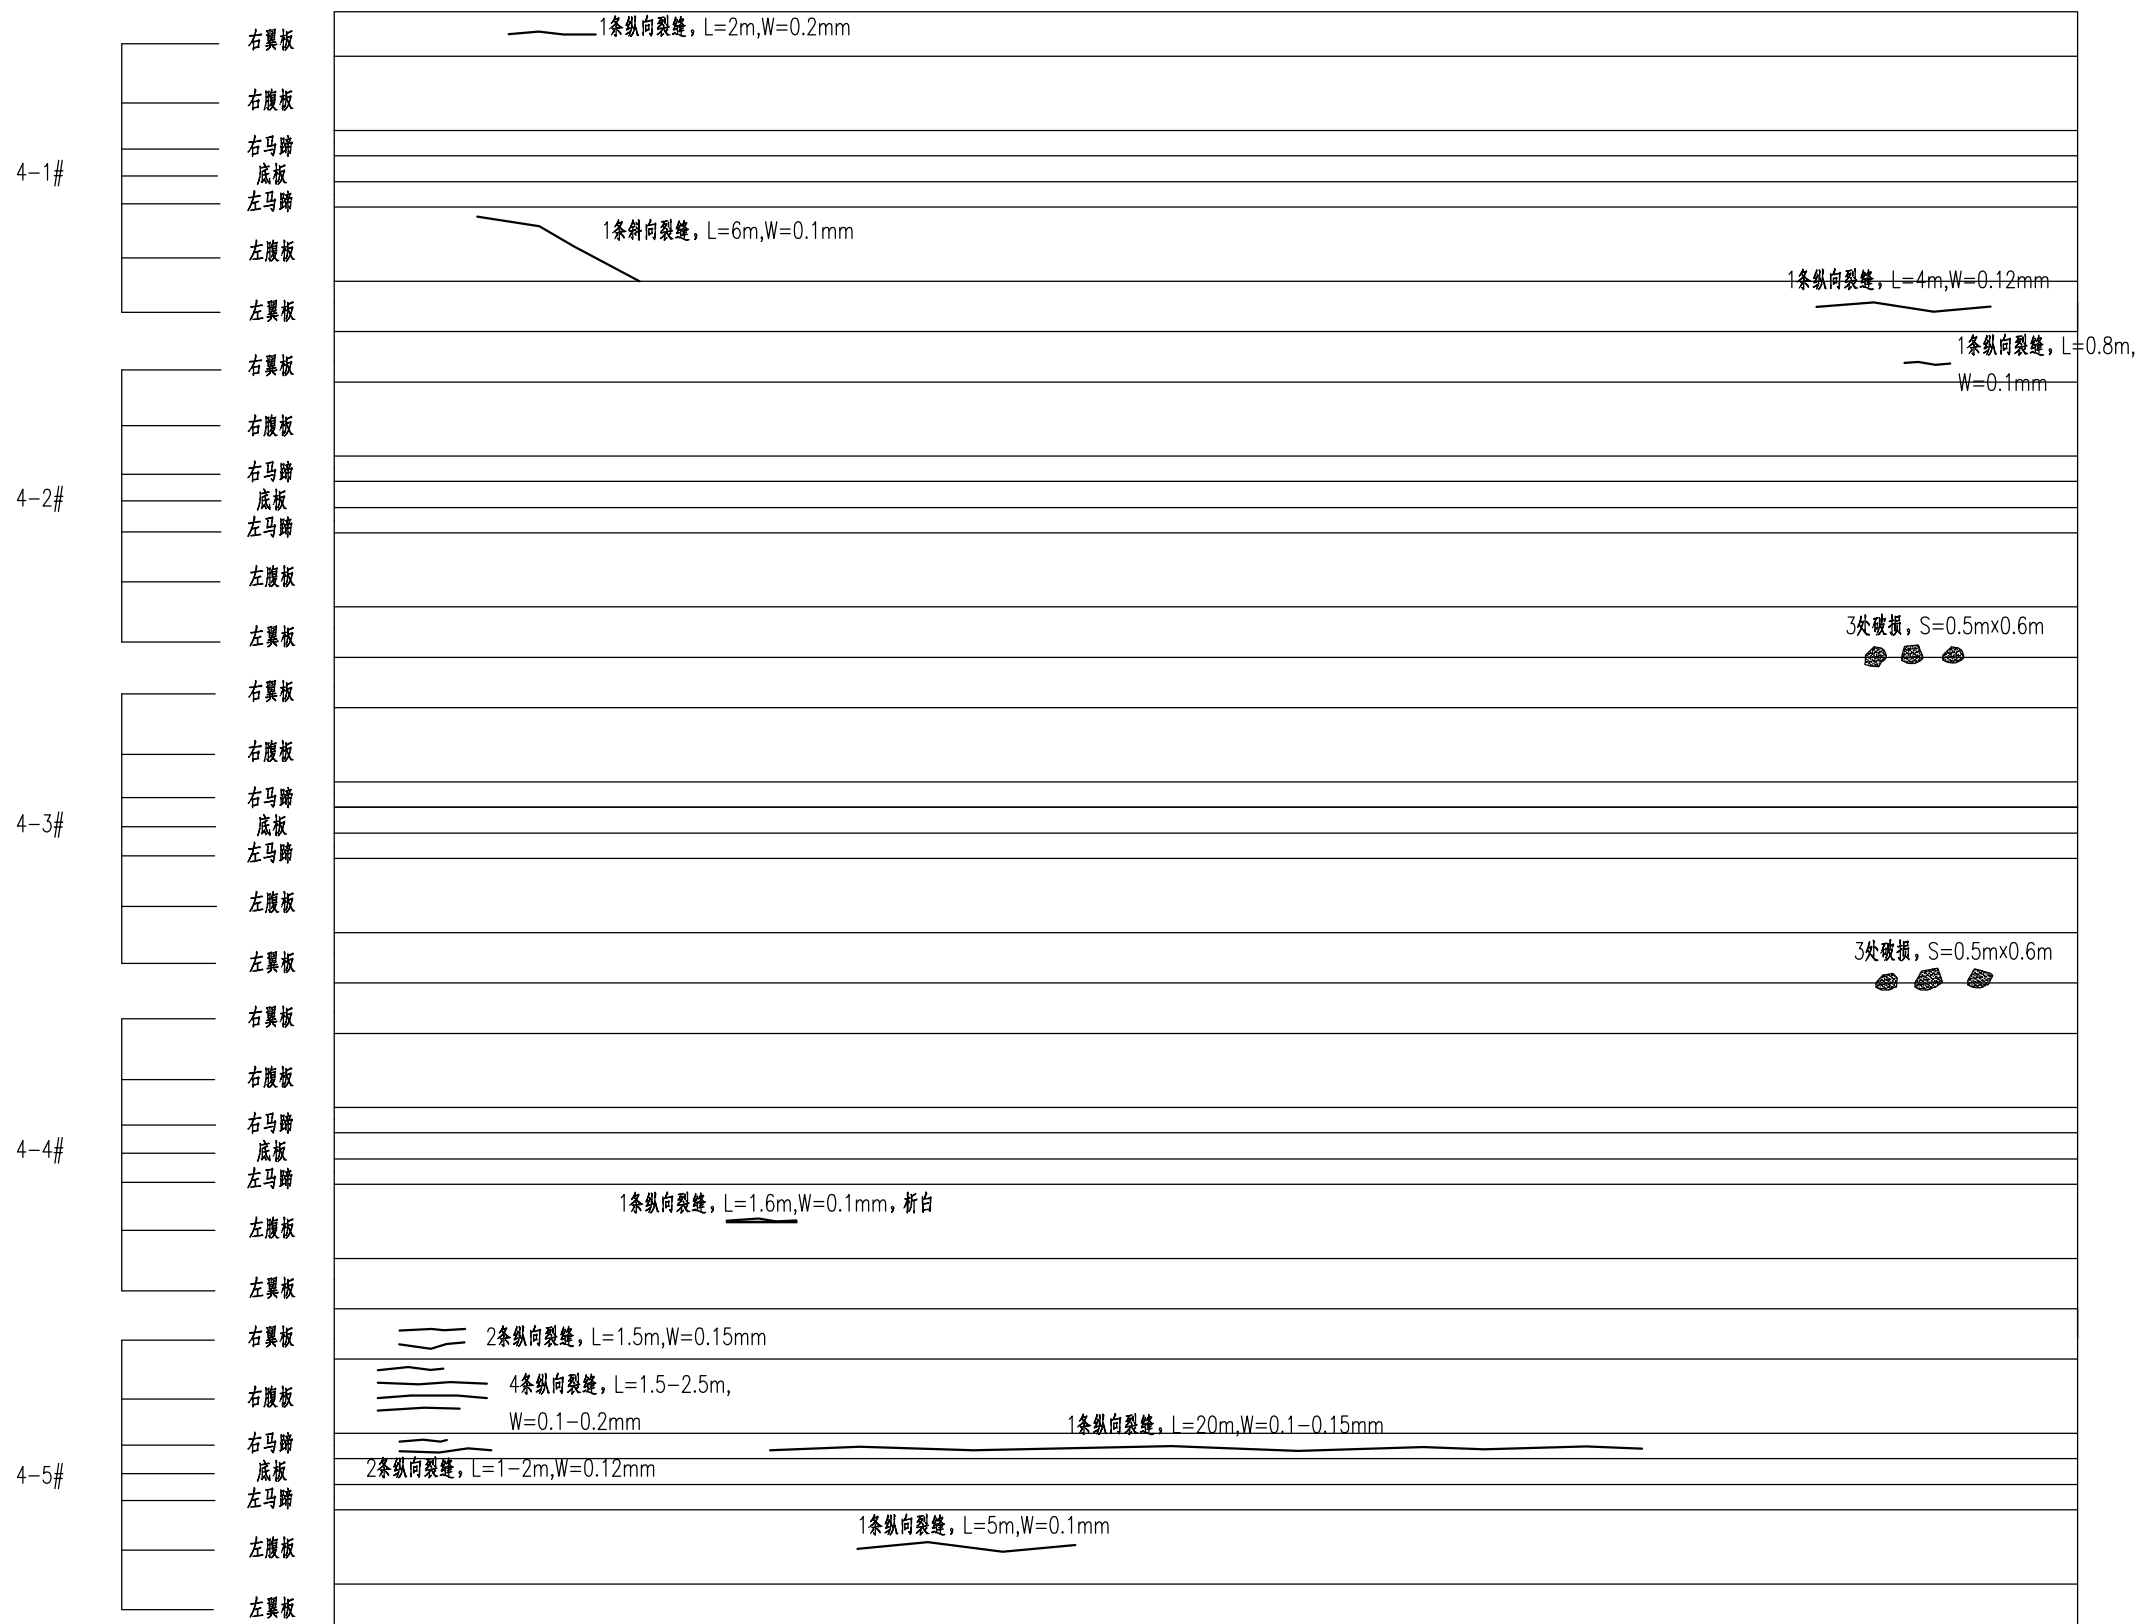 右翼板
1条纵向裂缝，L=2m,W=0.2mm
右腹板
右马蹄
4-1#
底板
左马蹄
左腹板
1条斜向裂缝，L=6m,W=0.1mm
1条纵向裂缝，L=4m,W=0.12mm
左翼板
1条纵向裂缝，L=0.8m,
W=0.1mm
右翼板
右腹板
右马蹄
4-2#
底板
左马蹄
左腹板
3处破损，S=0.5m×0.6m
左翼板
右翼板
右腹板
右马蹄
4-3#
底板
左马蹄
左腹板
3处破损，S=0.5m×0.6m
左翼板
右翼板
右腹板
右马蹄
4-4#
底板
左马蹄
1条纵向裂缝，L=1.6m,W=0.1mm，析白
左腹板
左翼板
右翼板
2条纵向裂缝，L=1.5m,W=0.15mm
右腹板
4条纵向裂缝，L=1.5-2.5m,
W=0.1-0.2mm
1条纵向裂缝，L=20m,W=0.1-0.15mm
右马蹄
4-5#
底板
2条纵向裂缝，L=1-2m,W=0.12mm
左马蹄
1条纵向裂缝，L=5m,W=0.1mm
左腹板
左翼板